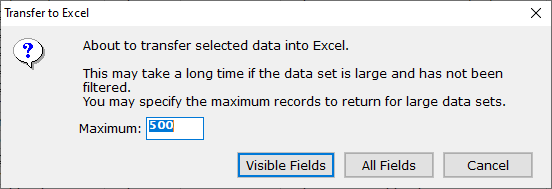 Transfer to Excel
About to transfer selected data into Excel.
This may take a long time if the data set is large and has not been
filtered.
You may specify the maximum records to return for large data sets.
Maximum: 500
Visible Fields
All Fields
Cancel